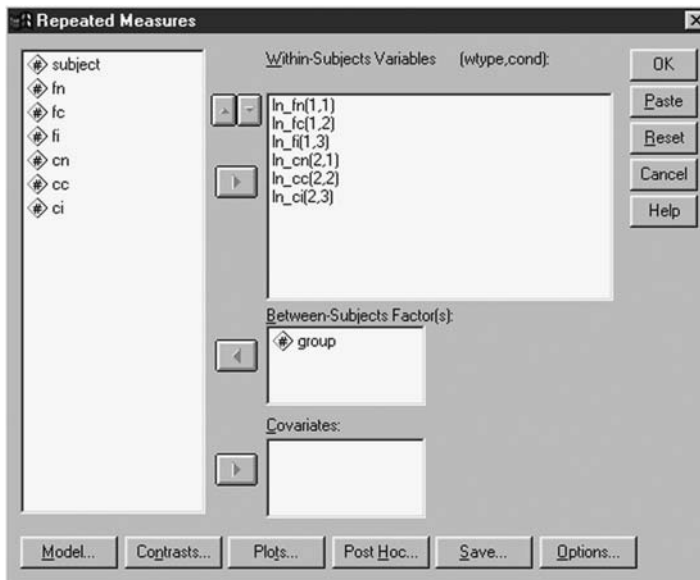 Repeated Measures
subject
fn
fc
fi
cn
cc
ci
Within-Subjects Variables (wtype,cond):
ln_fn(1,1)
ln_fc(1,2)
ln_fi(1,3)
ln_cn(2,1)
ln_cc(2,2)
ln_ci(2,3)
Between-Subjects Factor(s):
group
Covariates:
OK
Paste
Reset
Cancel
Help
Model...
Contrasts...
Plots...
Post Hoc...
Save...
Options...